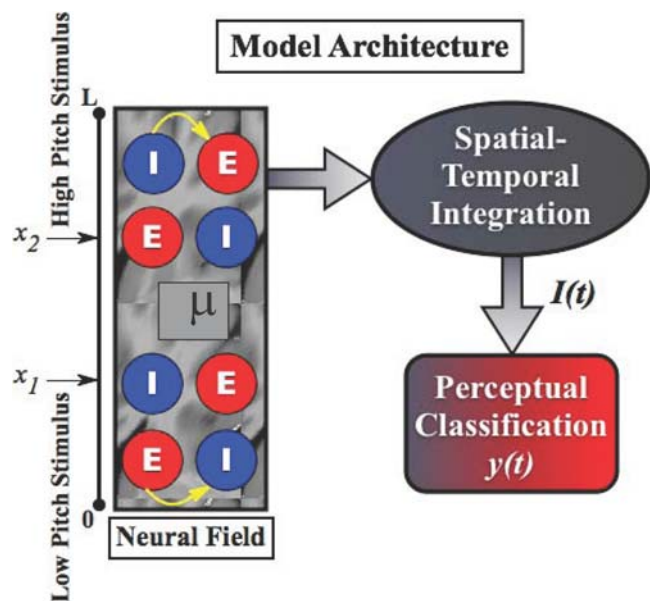 Model Architecture
High Pitch Stimulus
L
I
E
x2
E
I
μ
x1
I
E
E
I
Low Pitch Stimulus
0
Neural Field
Spatial-
Temporal
Integration
I(t)
Perceptual
Classification
y(t)